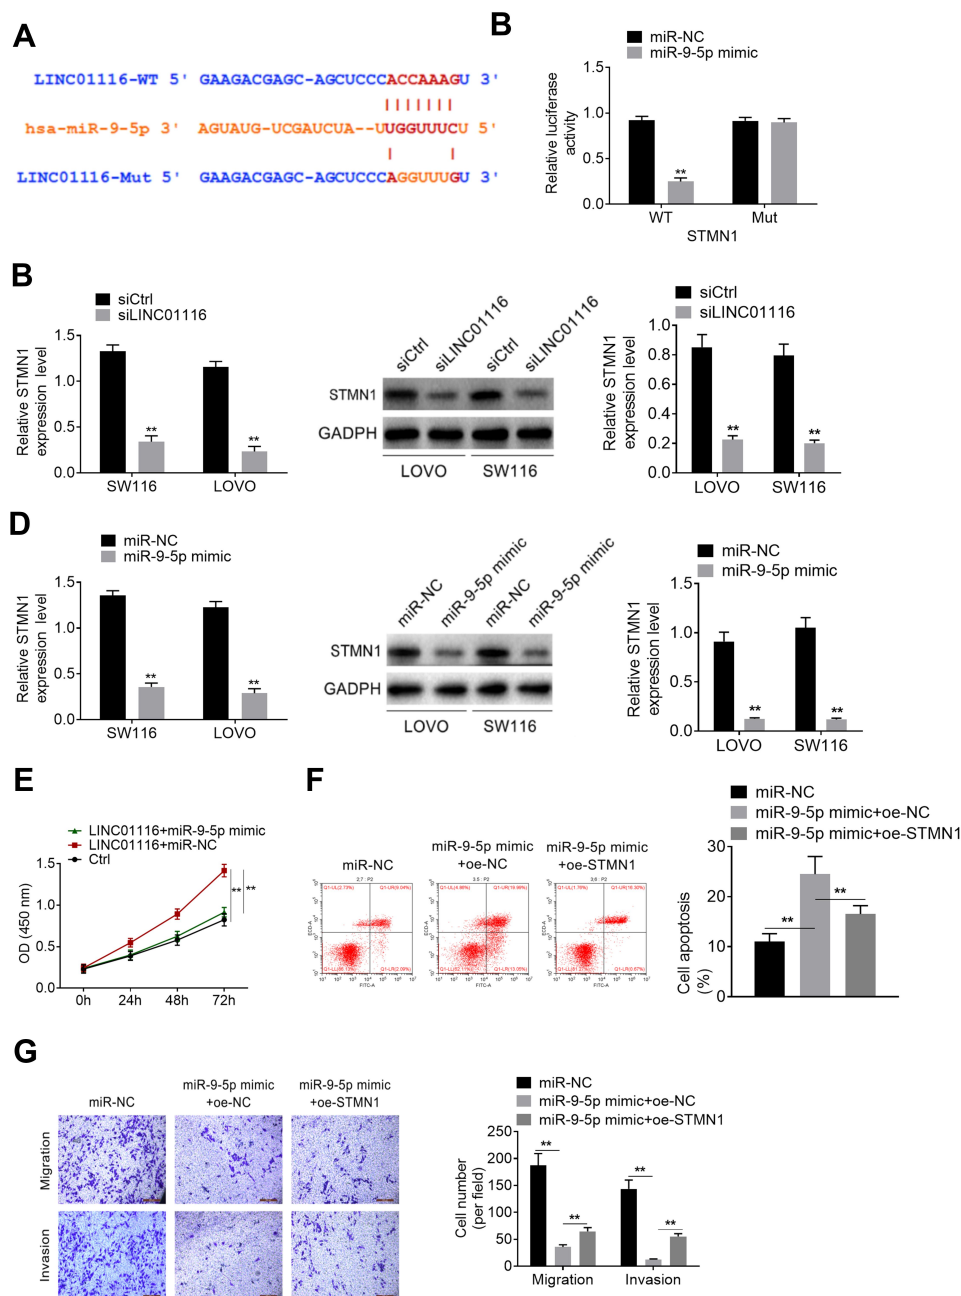 A
LINC01116-WT 5' GAAGACGAGC-AGCUCCCACCAAAGU 3'
hsa-miR-9-5p 3' AGUAUG-UCGAUCUA--UUGGUUUCU 5'
LINC01116-Mut 5' GAAGACGAGC-AGCUCCCAGGUUUGU 3'
B
miR-NC
miR-9-5p mimic
Relative luciferase activity
1.5
1.0
0.5
0.0
**
WT
Mut
STMN1
B
siCtrl
siLINC01116
Relative STMN1 expression level
1.5
1.0
0.5
0.0
**
**
SW116
LOVO
siCtrl
siLINC01116
siCtrl
siLINC01116
STMN1
GADPH
LOVO
SW116
siCtrl
siLINC01116
Relative STMN1 expression level
1.0
0.8
0.6
0.4
0.2
0.0
**
**
LOVO
SW116
D
miR-NC
miR-9-5p mimic
Relative STMN1 expression level
1.5
1.0
0.5
0.0
**
**
SW116
LOVO
miR-NC
miR-9-5p mimic
miR-NC
miR-9-5p mimic
STMN1
GADPH
LOVO
SW116
miR-NC
miR-9-5p mimic
Relative STMN1 expression level
1.5
1.0
0.5
0.0
**
**
LOVO
SW116
E
LINC01116+miR-9-5p mimic
LINC01116+miR-NC
Ctrl
OD (450 nm)
1.5
1.0
0.5
0.0
**
**
0h
24h
48h
72h
F
miR-NC
miR-9-5p mimic
+oe-NC
miR-9-5p mimic
+oe-STMN1
FITC-A
FITC-A
FITC-A
miR-NC
miR-9-5p mimic+oe-NC
miR-9-5p mimic+oe-STMN1
Cell apoptosis (%)
30
20
10
0
**
**
G
miR-NC
miR-9-5p mimic
+oe-NC
miR-9-5p mimic
+oe-STMN1
Migration
Invasion
miR-NC
miR-9-5p mimic+oe-NC
miR-9-5p mimic+oe-STMN1
Cell number (per field)
250
200
150
100
50
0
**
**
**
**
Migration
Invasion